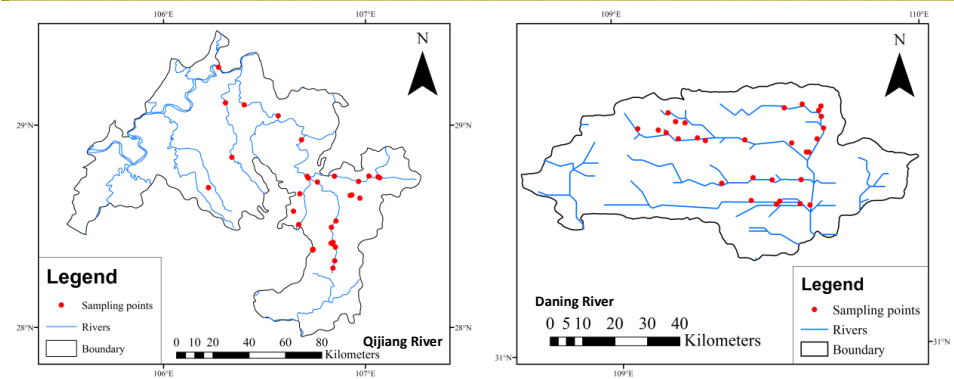 106°E 107°E
N
29°N 29°N
Legend
Sampling points
Rivers
Boundary
28°N 28°N
Qijiang River
0 10 20 40 60 80
Kilometers
106°E 107°E
109°E 110°E
N
Daning River
0 5 10 20 30 40
Kilometers
Legend
Sampling points
Rivers
Boundary
31°N 31°N
109°E